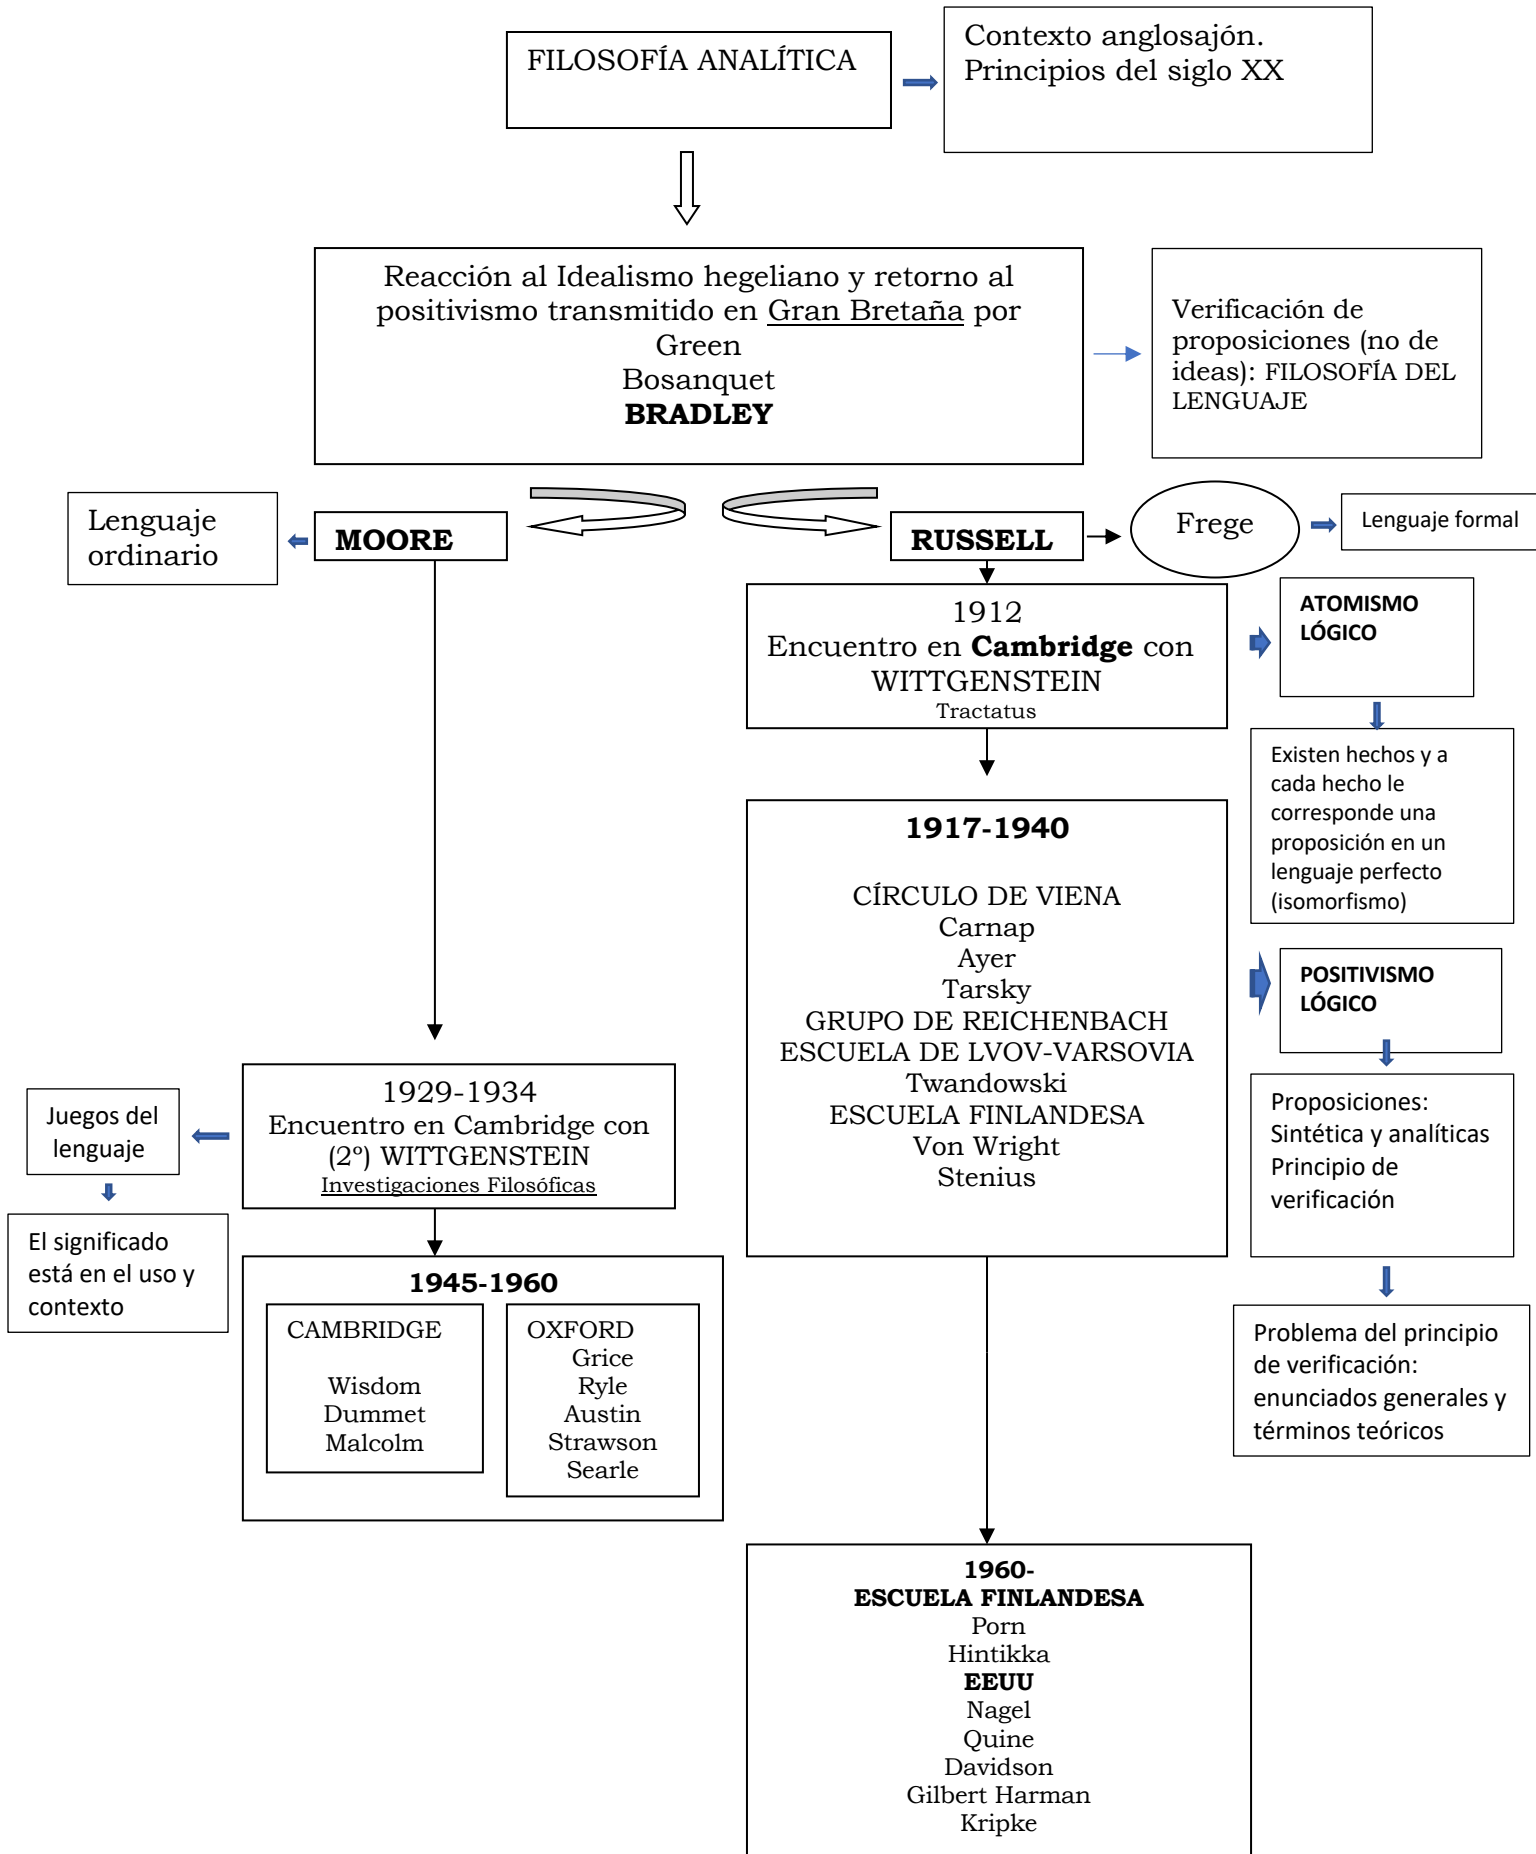 FILOSOFÍA ANALÍTICA
Contexto anglosajón.
Principios del siglo XX
Reacción al Idealismo hegeliano y retorno al
positivismo transmitido en Gran Bretaña por
Green
Bosanquet
BRADLEY
Verificación de
proposiciones (no de
ideas): FILOSOFÍA DEL
LENGUAJE
Lenguaje
ordinario
MOORE
RUSSELL
Frege
Lenguaje formal
1912
Encuentro en Cambridge con
WITTGENSTEIN
Tractatus
ATOMISMO
LÓGICO
Existen hechos y a
cada hecho le
corresponde una
proposición en un
lenguaje perfecto
(isomorfismo)
1917-1940
CÍRCULO DE VIENA
Carnap
Ayer
Tarsky
GRUPO DE REICHENBACH
ESCUELA DE LVOV-VARSOVIA
Twandowski
ESCUELA FINLANDESA
Von Wright
Stenius
POSITIVISMO
LÓGICO
Proposiciones:
Sintética y analíticas
Principio de
verificación
Problema del principio
de verificación:
enunciados generales y
términos teóricos
1929-1934
Encuentro en Cambridge con
(2º) WITTGENSTEIN
Investigaciones Filosóficas
Juegos del
lenguaje
El significado
está en el uso y
contexto
1945-1960
CAMBRIDGE
Wisdom
Dummet
Malcolm
OXFORD
Grice
Ryle
Austin
Strawson
Searle
1960-
ESCUELA FINLANDESA
Porn
Hintikka
EEUU
Nagel
Quine
Davidson
Gilbert Harman
Kripke